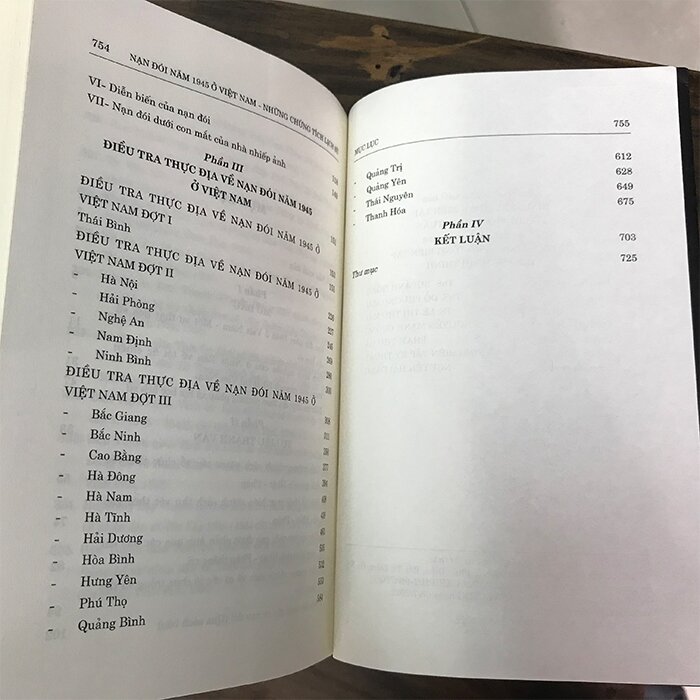 754 NẠN ĐÓI NĂM 1945 Ở VIỆT NAM - NHỮNG CHỨNG TÍCH LỊCH SỬ
VI- Diễn biến của nạn đói
VII- Nạn đói dưới con mắt của nhà nhiếp ảnh
Phần III
ĐIỀU TRA THỰC ĐỊA VỀ NẠN ĐÓI NĂM 1945
Ở VIỆT NAM
ĐIỀU TRA THỰC ĐỊA VỀ NẠN ĐÓI NĂM 1945 Ở
VIỆT NAM ĐỢT I
Thái Bình
ĐIỀU TRA THỰC ĐỊA VỀ NẠN ĐÓI NĂM 1945 Ở
VIỆT NAM ĐỢT II
- Hà Nội
- Hải Phòng
- Nghệ An
- Nam Định
- Ninh Bình
ĐIỀU TRA THỰC ĐỊA VỀ NẠN ĐÓI NĂM 1945 Ở
VIỆT NAM ĐỢT III
- Bắc Giang
- Bắc Ninh
- Cao Bằng
- Hà Đông
- Hà Nam
- Hà Tĩnh
- Hải Dương
- Hòa Bình
- Hưng Yên
- Phú Thọ
- Quảng Bình
MỤC LỤC 755
- Quảng Trị 612
- Quảng Yên 628
- Thái Nguyên 649
- Thanh Hóa 675
Phần IV
KẾT LUẬN 703
Thư mục 725